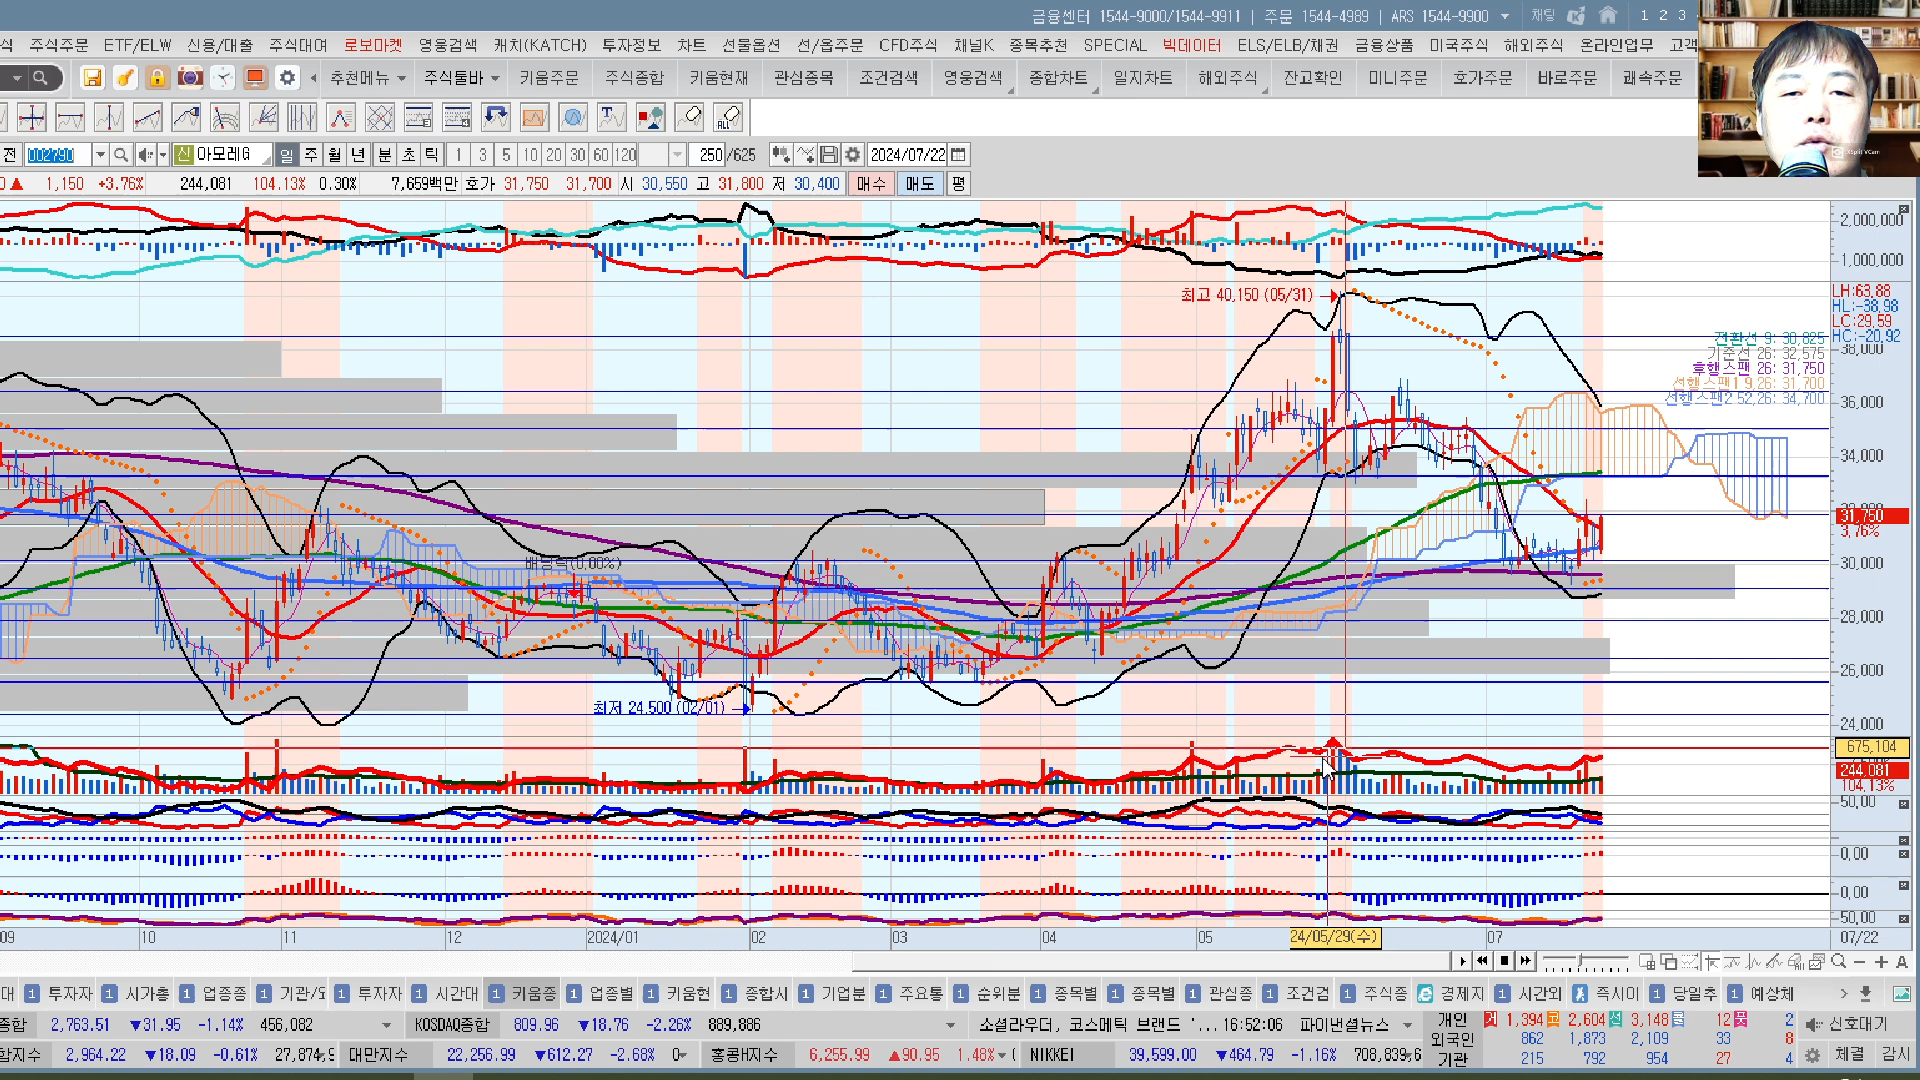 금융센터 1544-9000/1544-9911 | 주문 1544-4989 | ARS 1544-9900 채팅 1 2 3
식 주식주문 ETF/ELW 신용/대출 주식대여 로보마켓 영웅검색 캐치(KATCH) 투자정보 차트 선물옵션 선/옵주문 CFD주식 채널K 종목추천 SPECIAL 빅데이터 ELS/ELB/채권 금융상품 미국주식 해외주식 온라인업무 고객
추천메뉴 주식툴바 키움주문 주식종합 키움현재 관심종목 조건검색 영웅검색 종합차트 일지차트 해외주식 잔고확인 미니주문 호가주문 바로주문 쾌속주문
전 002790 신 아모레G 일 주 월 년 분 초 틱 1 3 5 10 20 30 60 120 250 /625 2024/07/22
0 ▲ 1,150 +3.76% 244,081 104.13% 0.30% 7,659백만 호가 31,750 31,700 시 30,550 고 31,800 저 30,400 매수 매도 평
2,000,000
-1,000,000
최고 40,150 (05/31)
LH:63.88
HL:-38.98
LC:29.59
HC:-20.92
전환선 9: 30,825
기준선 26: 32,575
후행스팬 26: 31,750
선행스팬1 9,26: 31,700
선행스팬2 52,26: 34,700
38,000
36,000
34,000
31,750
3.76%
30,000
배당락(0.00%)
28,000
26,000
최저 24,500 (02/01)
24,000
675,104
244,081
104.13%
50,00
0,00
0,00
50,00
09 10 11 12 2024/01 02 03 04 05 24/05/29(수) 07 07/22
대 1 투자자 1 시가총 1 업종종 1 기관/외 1 투자자 1 시간대 1 키움증 1 업종별 1 키움현 1 종합시 1 기업분 1 주요통 1 순위분 1 종목별 1 종목별 1 관심종 1 조건검 1 주식종 경제지 1 시간외 즉시이 1 당일추 1 예상체
종합 2,763.51 ▼31.95 -1.14% 456,082 KOSDAQ종합 809.96 ▼18.76 -2.26% 889,886 소셜라우더, 코스메틱 브랜드 '... 16:52:06 파이낸셜뉴스 개인 거 1,394 코 2,604 선 3,148 콜 12 풋 2 신호대기
외국인 862 1,873 2,109 33 8
합지수 2,964.22 ▼18.09 -0.61% 27,874 대만지수 22,256.99 ▼612.27 -2.68% 홍콩H지수 6,255.99 ▲90.95 1.48% NIKKEI 39,599.00 ▼464.79 -1.16% 708,839 기관 215 792 954 27 4 체결 감시